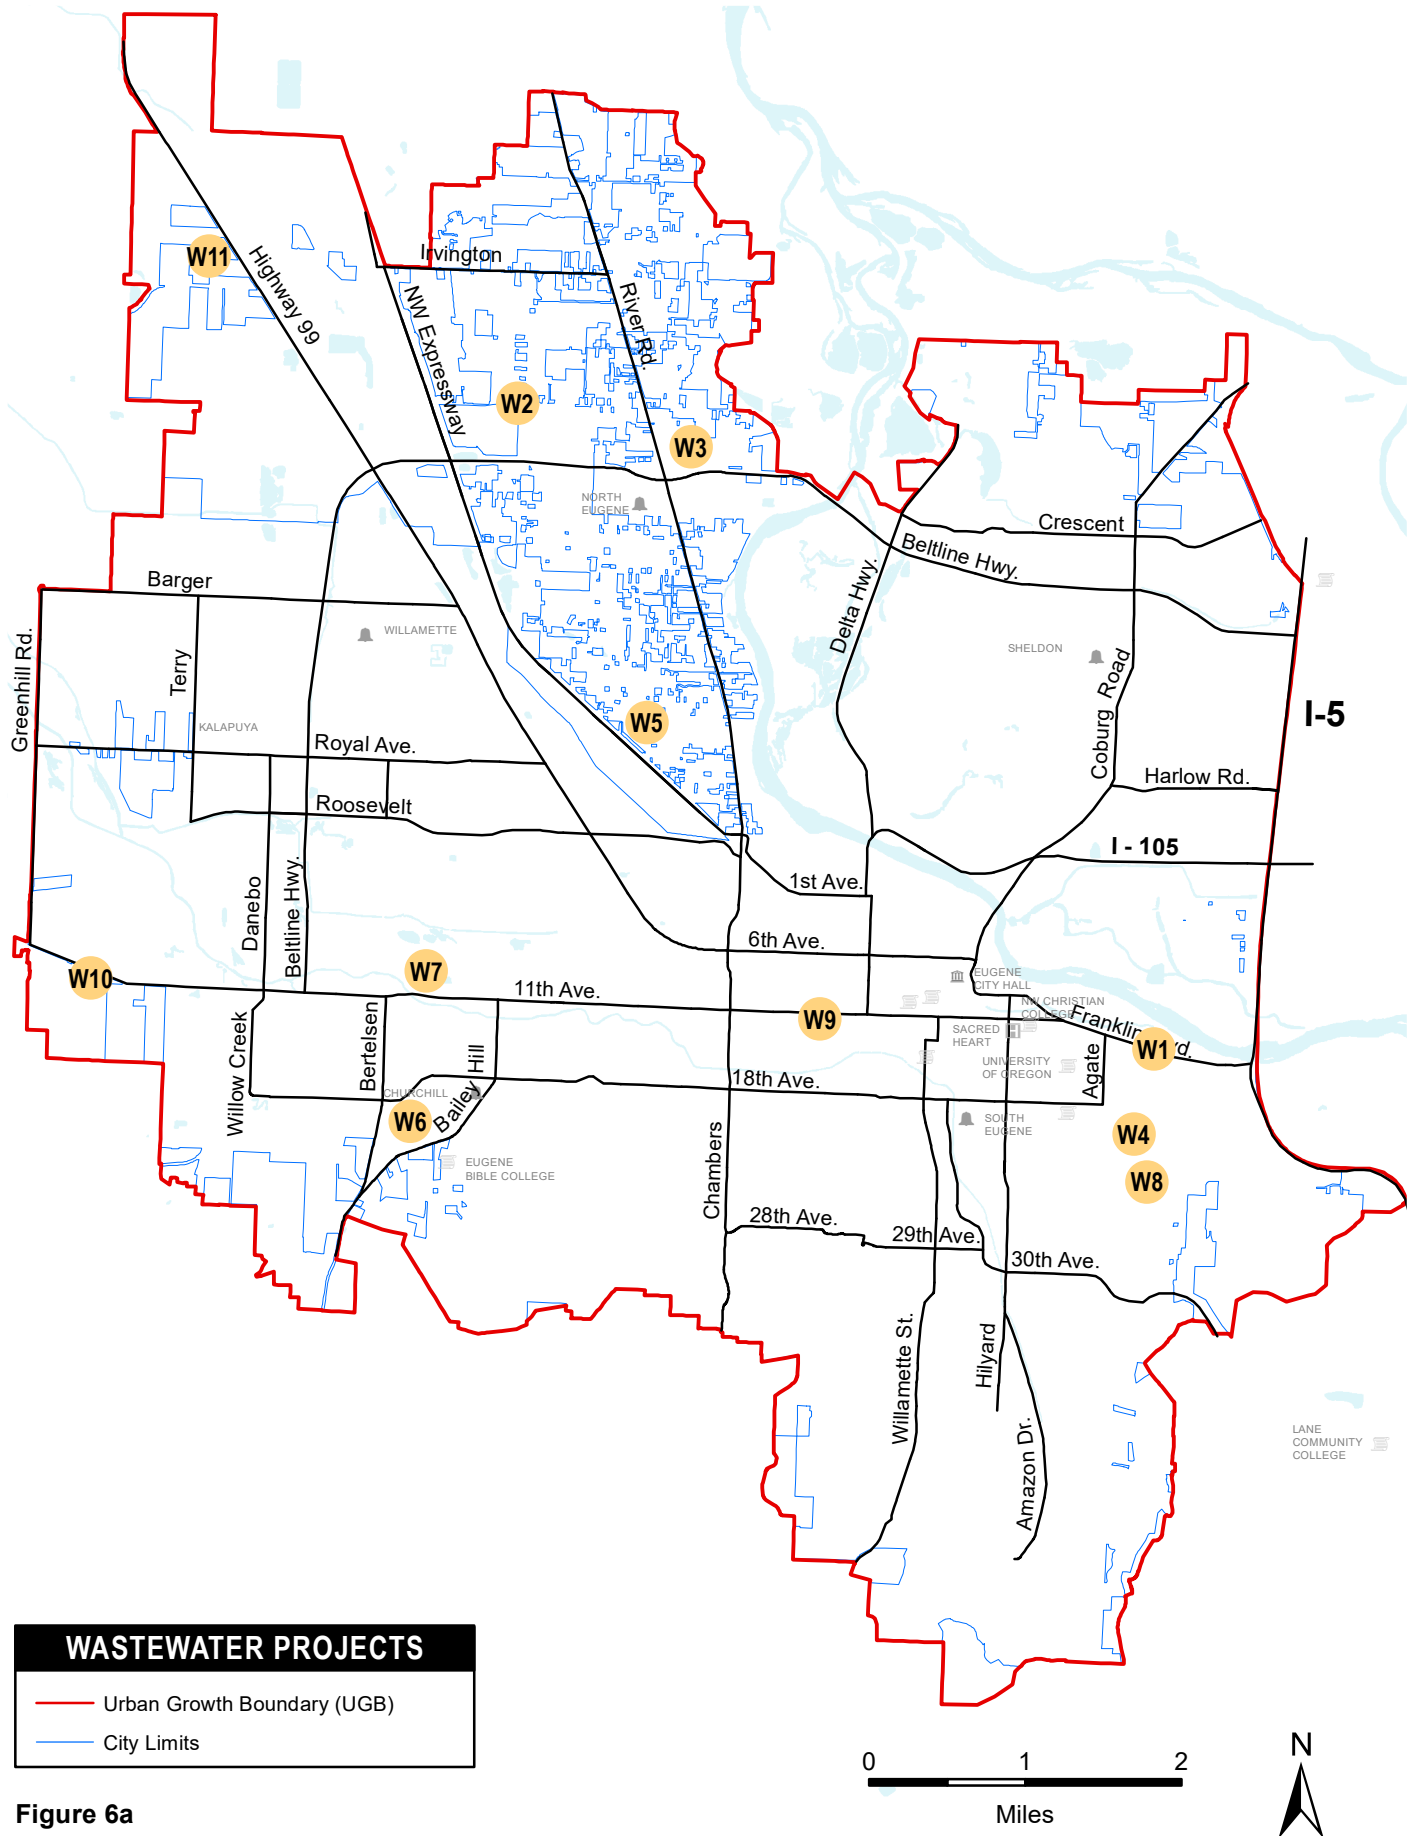 W11
Highway 99
Irvington
NW Expressway
River Rd.
W2
W3
NORTH
EUGENE
Crescent
Beltline Hwy.
Delta Hwy.
Barger
WILLAMETTE
SHELDON
Greenhill Rd.
Terry
KALAPUYA
Coburg Road
I-5
W5
Royal Ave.
Harlow Rd.
Roosevelt
I - 105
1st Ave.
Danebo
Beltline Hwy.
6th Ave.
W10
W7
11th Ave.
EUGENE
CITY HALL
NW CHRISTIAN
COLLEGE
W9
Franklin Blvd.
SACRED
HEART
H
W1
UNIVERSITY
OF OREGON
Agate
Willow Creek
Bertelsen
Bailey Hill
CHURCHILL
18th Ave.
W6
SOUTH
EUGENE
W4
EUGENE
BIBLE COLLEGE
W8
Chambers
28th Ave.
29th Ave.
30th Ave.
Willamette St.
Hilyard
Amazon Dr.
LANE
COMMUNITY
COLLEGE
WASTEWATER PROJECTS
Urban Growth Boundary (UGB)
City Limits
0 1 2
Miles
N
Figure 6a